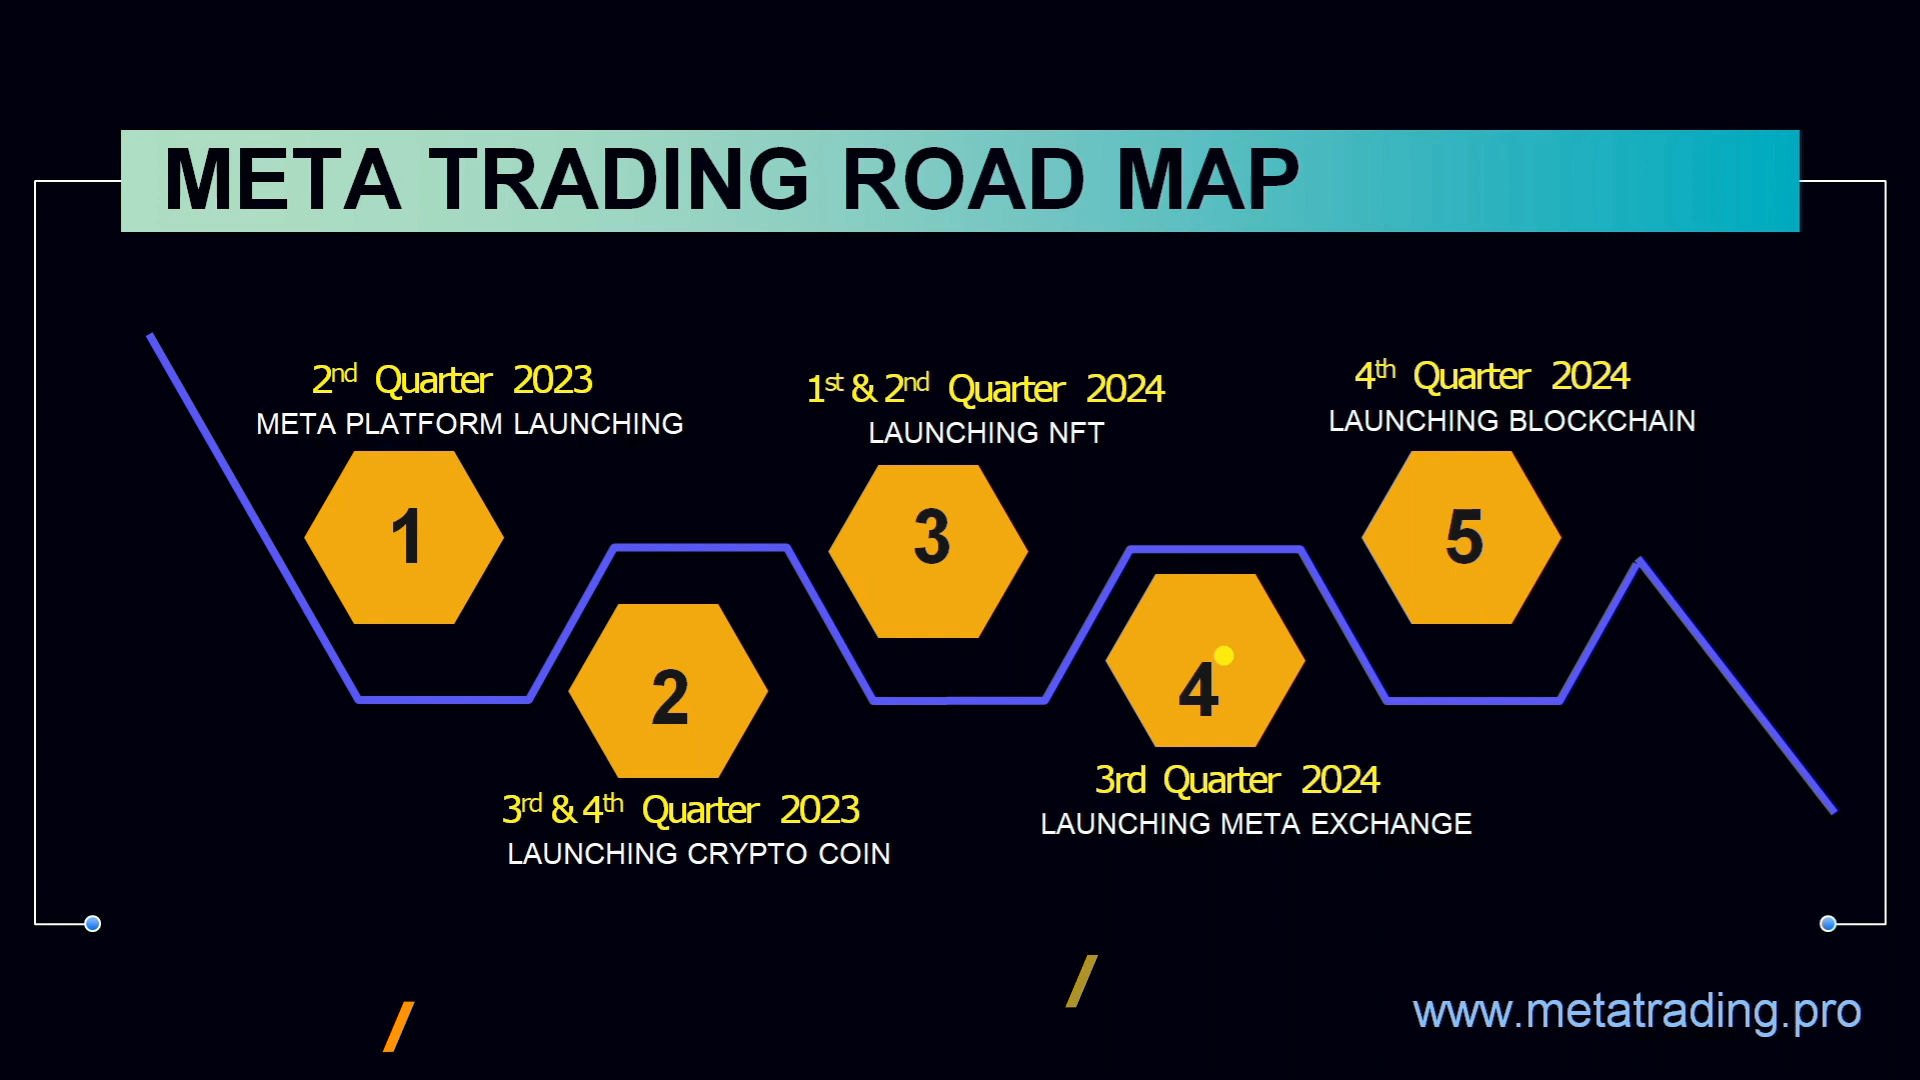 META TRADING ROAD MAP
2nd Quarter 2023
META PLATFORM LAUNCHING
1
3rd & 4th Quarter 2023
LAUNCHING CRYPTO COIN
2
1st & 2nd Quarter 2024
LAUNCHING NFT
3
3rd Quarter 2024
LAUNCHING META EXCHANGE
4
4th Quarter 2024
LAUNCHING BLOCKCHAIN
5
www.metatrading.pro